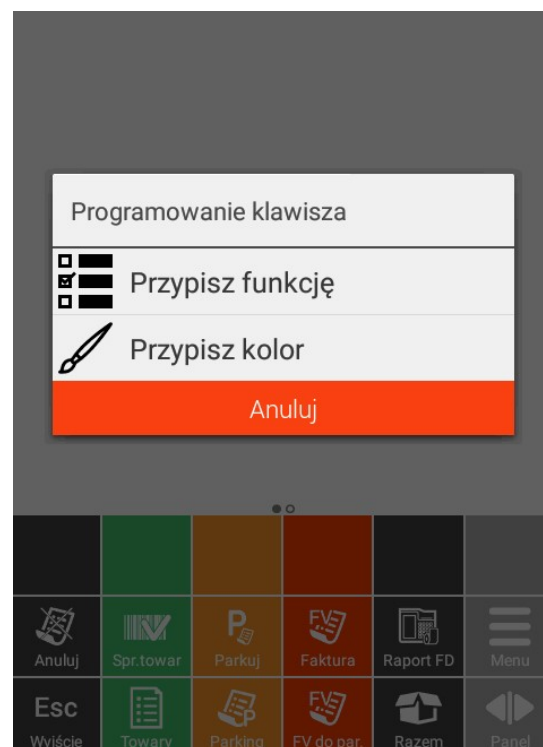 Programowanie klawisza
Przypisz funkcję
Przypisz kolor
Anuluj
Anuluj Spr.towar Parkuj Faktura Raport FD Menu
Esc
Wyjście Towary Parking FV do par. Razem Panel